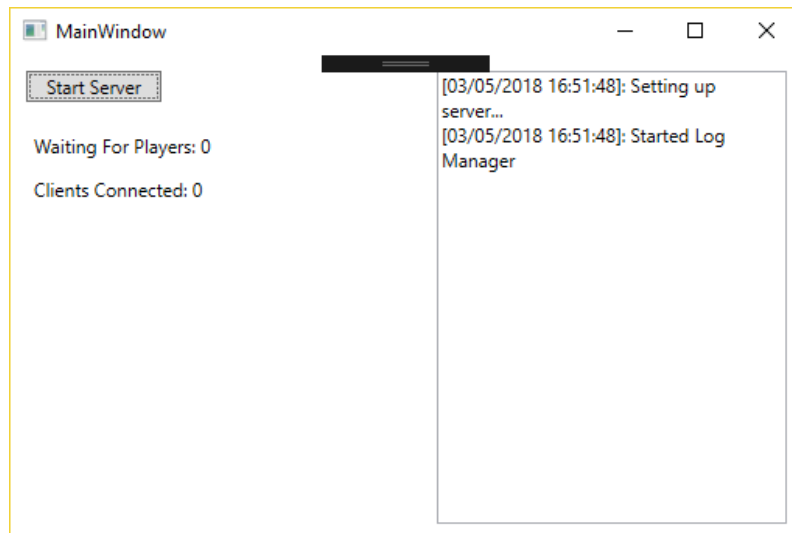 MainWindow
Start Server
Waiting For Players: 0
Clients Connected: 0
[03/05/2018 16:51:48]: Setting up
server...
[03/05/2018 16:51:48]: Started Log
Manager